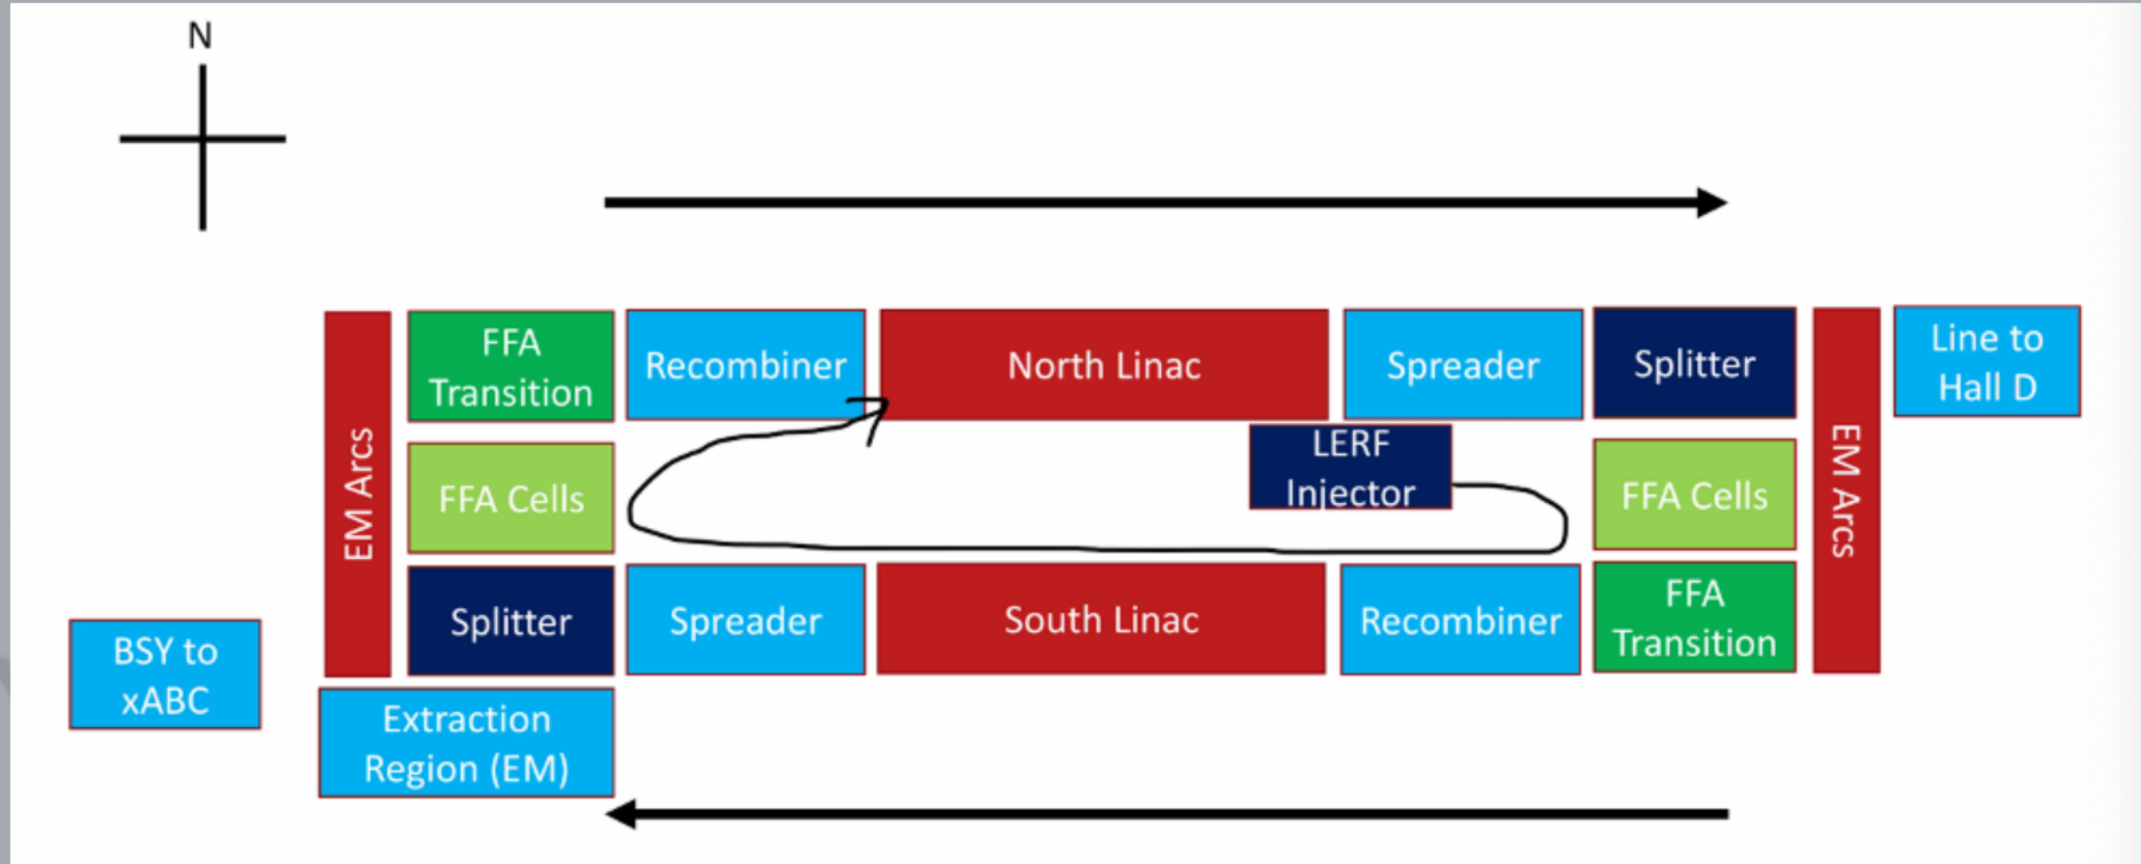 N
FFA
Transition
Recombiner
North Linac
Spreader
Splitter
Line to
Hall D
EM Arcs
FFA Cells
LERF
Injector
FFA Cells
EM Arcs
Splitter
Spreader
South Linac
Recombiner
FFA
Transition
BSY to
xABC
Extraction
Region (EM)